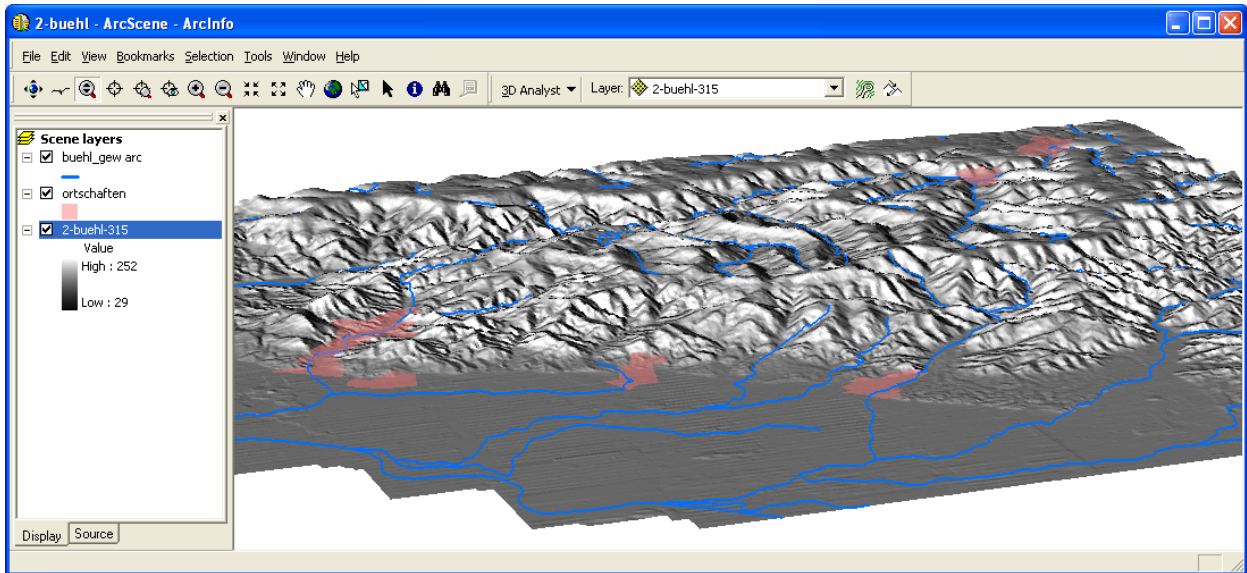 2-buehl - ArcScene - ArcInfo
File Edit View Bookmarks Selection Tools Window Help
3D Analyst Layer: 2-buehl-315
Scene layers
buehl_gew arc
ortschaften
2-buehl-315
Value
High : 252
Low : 29
Display Source